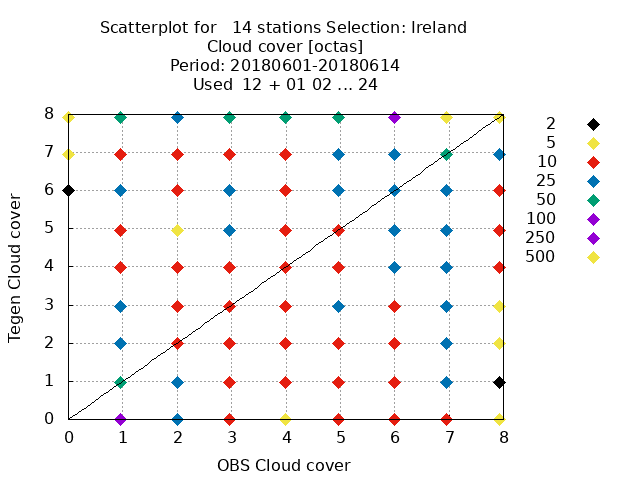 Scatterplot for   14 stations Selection: Ireland
Cloud cover [octas]
Period: 20180601-20180614
Used  12 + 01 02 ... 24
8
7
6
5
4
3
2
1
0
Tegen Cloud cover
0 1 2 3 4 5 6 7 8
OBS Cloud cover
2
5
10
25
50
100
250
500